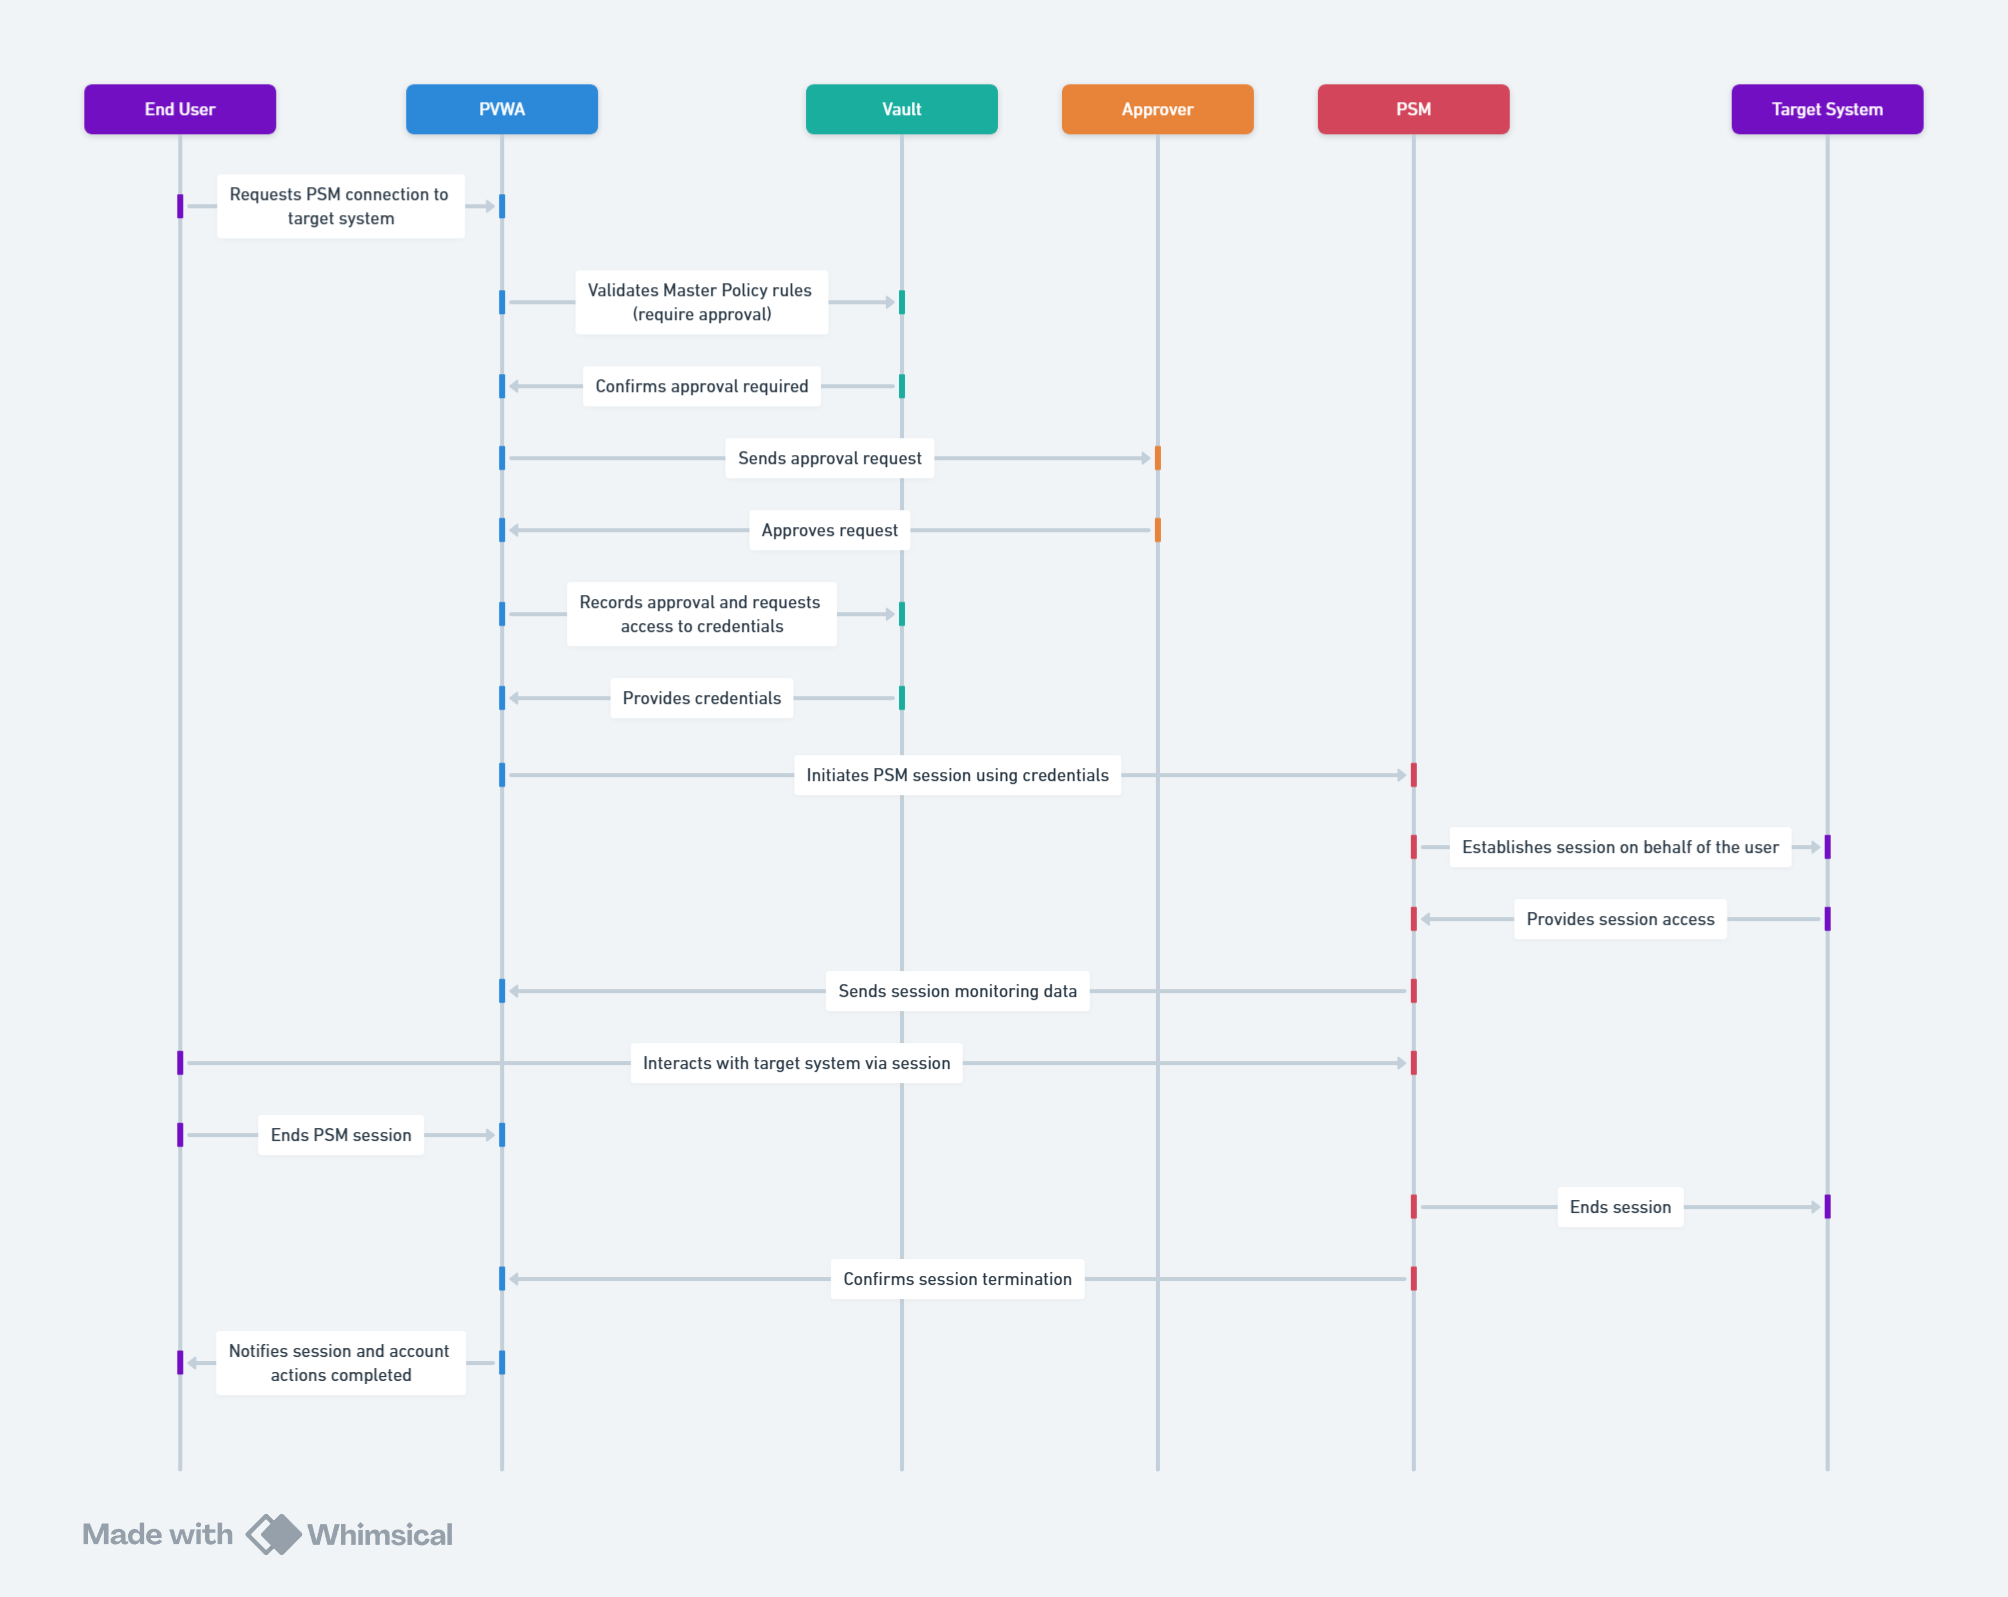 End User
PVWA
Vault
Approver
PSM
Target System
Requests PSM connection to
target system
Validates Master Policy rules
(require approval)
Confirms approval required
Sends approval request
Approves request
Records approval and requests
access to credentials
Provides credentials
Initiates PSM session using credentials
Establishes session on behalf of the user
Provides session access
Sends session monitoring data
Interacts with target system via session
Ends PSM session
Ends session
Confirms session termination
Notifies session and account
actions completed
Made with Whimsical